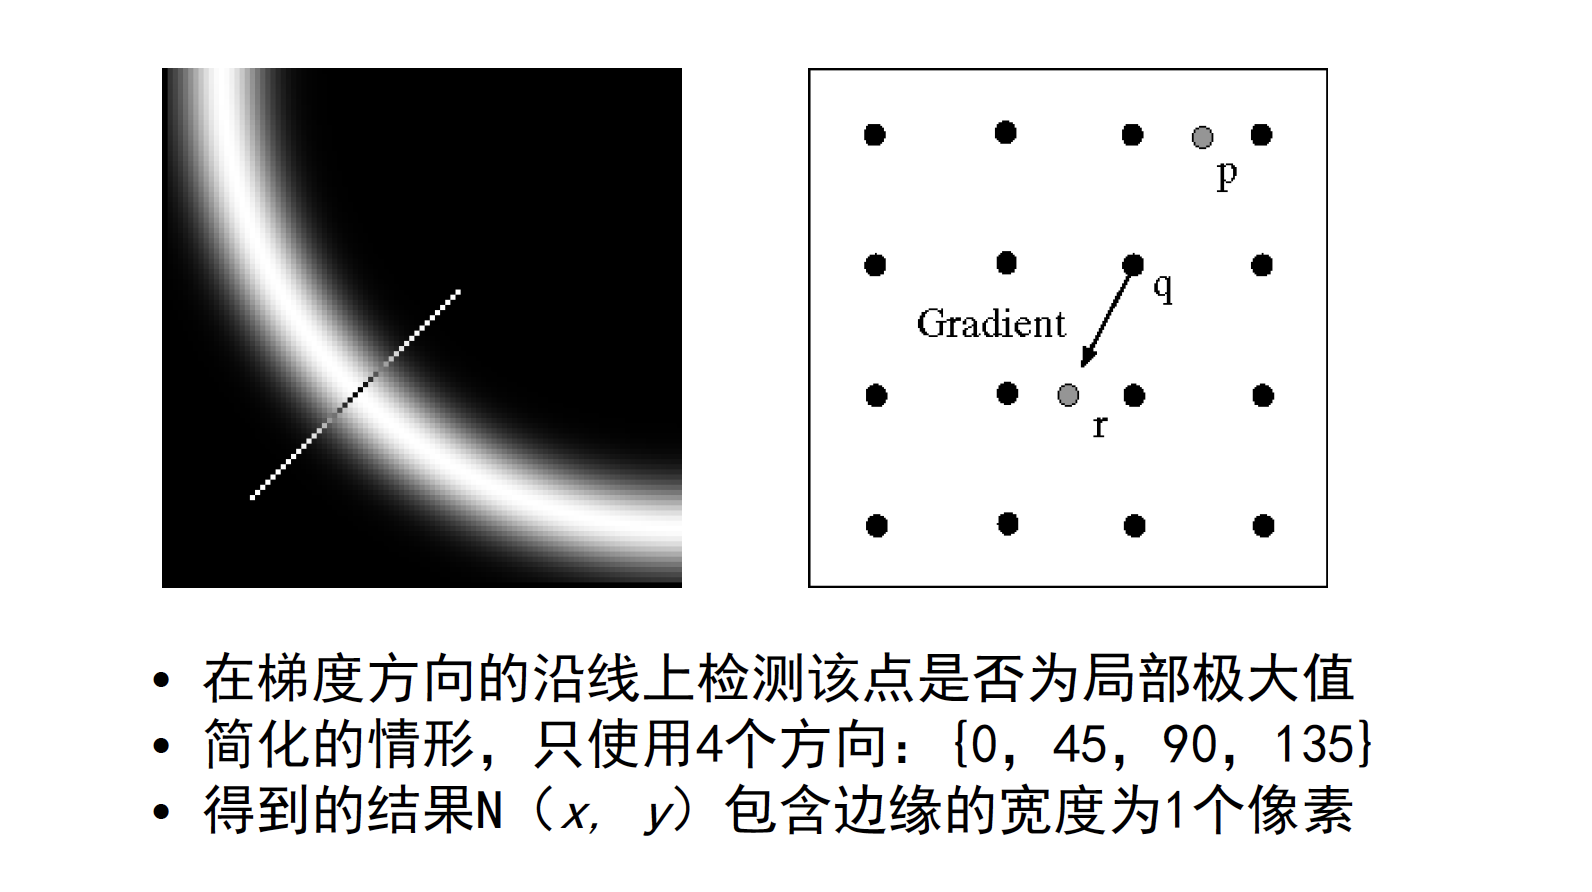 p
q
Gradient
r
• 在梯度方向的沿线上检测该点是否为局部极大值
• 简化的情形，只使用4个方向：{0，45，90，135}
• 得到的结果N（x, y）包含边缘的宽度为1个像素